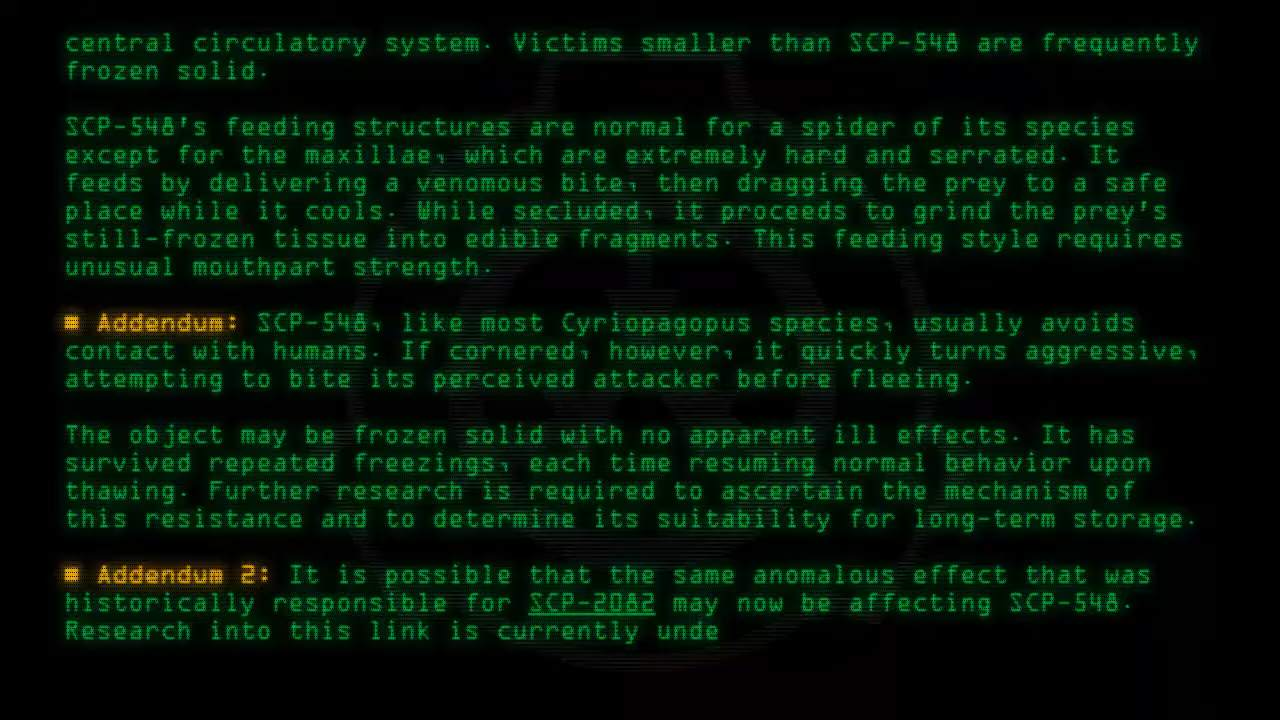 central circulatory system. Victims smaller than SCP-548 are frequently
frozen solid.
SCP-548's feeding structures are normal for a spider of its species
except for the maxillae, which are extremely hard and serrated. It
feeds by delivering a venomous bite, then dragging the prey to a safe
place while it cools. While secluded, it proceeds to grind the prey's
still-frozen tissue into edible fragments. This feeding style requires
unusual mouthpart strength.
■ Addendum: SCP-548, like most Cyriopagopus species, usually avoids
contact with humans. If cornered, however, it quickly turns aggressive,
attempting to bite its perceived attacker before fleeing.
The object may be frozen solid with no apparent ill effects. It has
survived repeated freezings, each time resuming normal behavior upon
thawing. Further research is required to ascertain the mechanism of
this resistance and to determine its suitability for long-term storage.
■ Addendum 2: It is possible that the same anomalous effect that was
historically responsible for SCP-2082 may now be affecting SCP-548.
Research into this link is currently unde